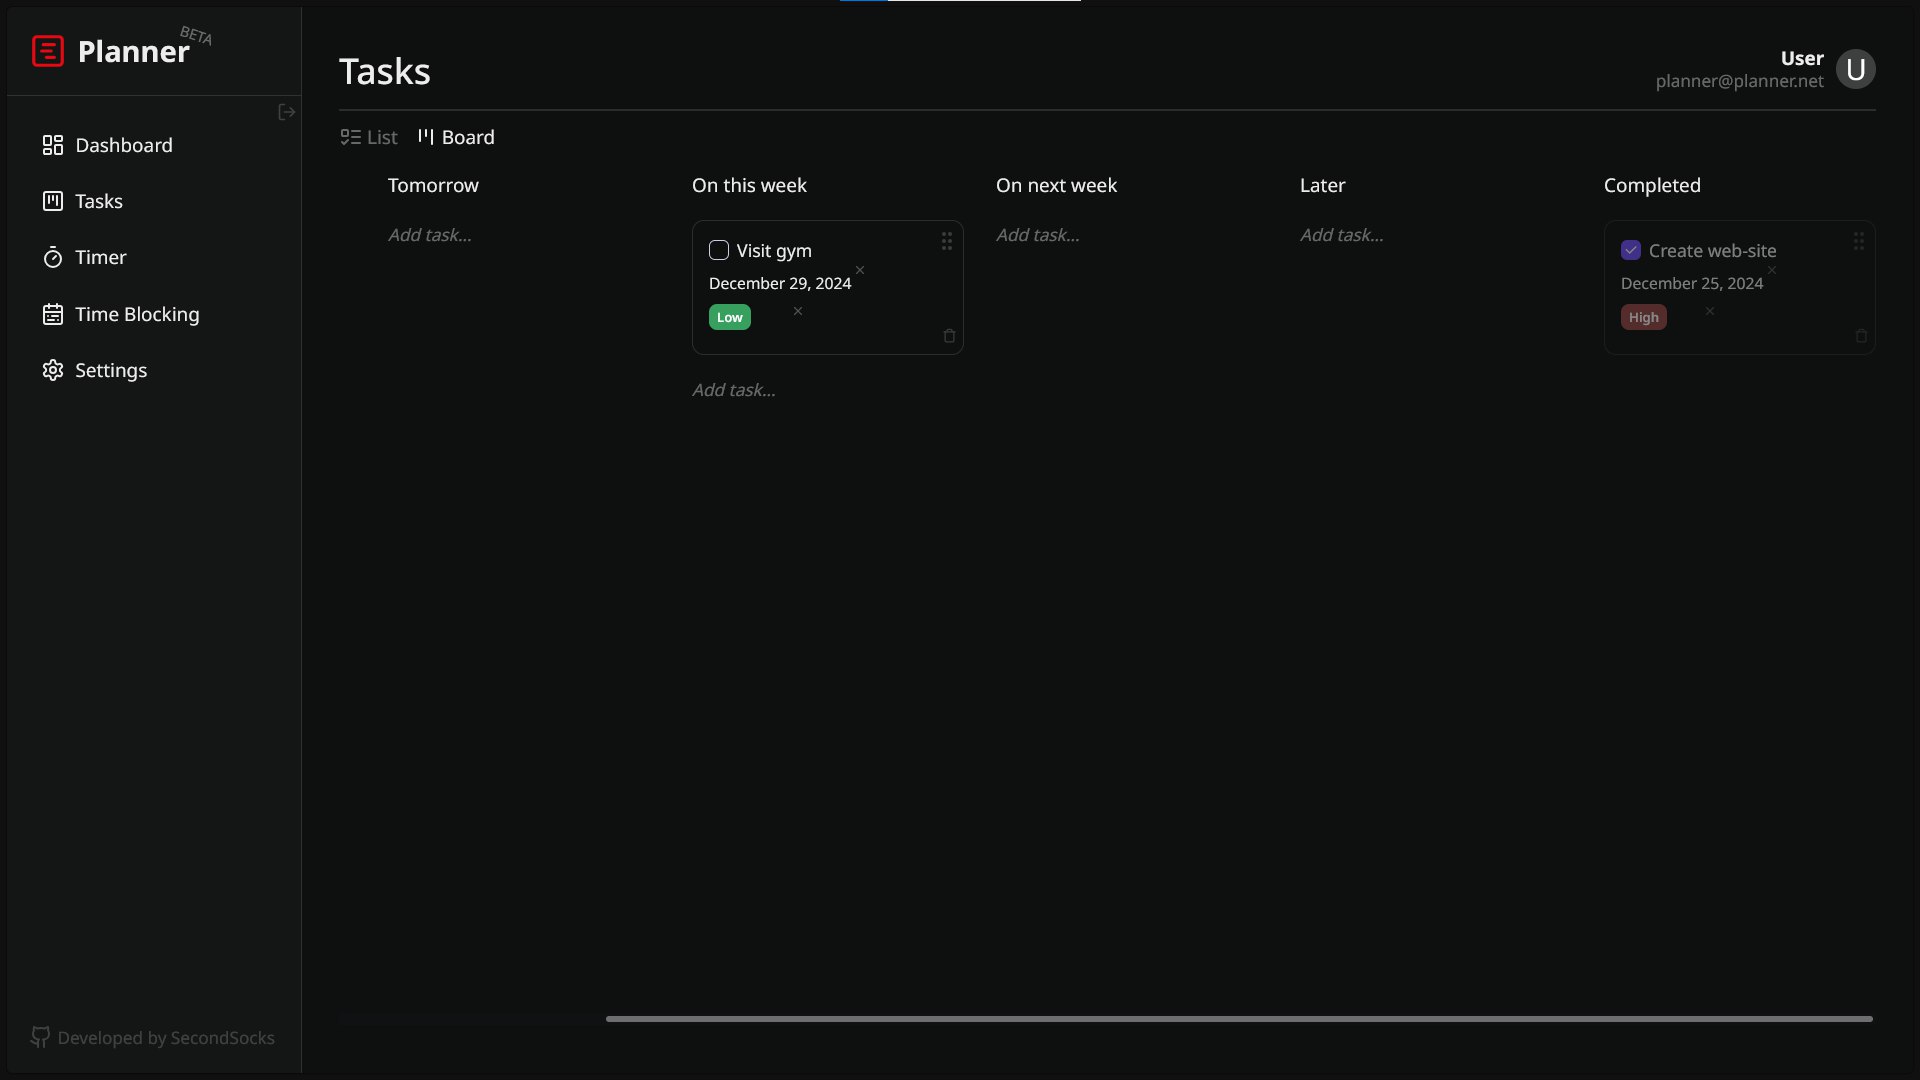 Planner
BETA
Dashboard
Tasks
Timer
Time Blocking
Settings
Developed by SecondSocks
Tasks
User
planner@planner.net
U
List
Board
Tomorrow
Add task...
On this week
Visit gym
December 29, 2024
Low
Add task...
On next week
Add task...
Later
Add task...
Completed
Create web-site
December 25, 2024
High